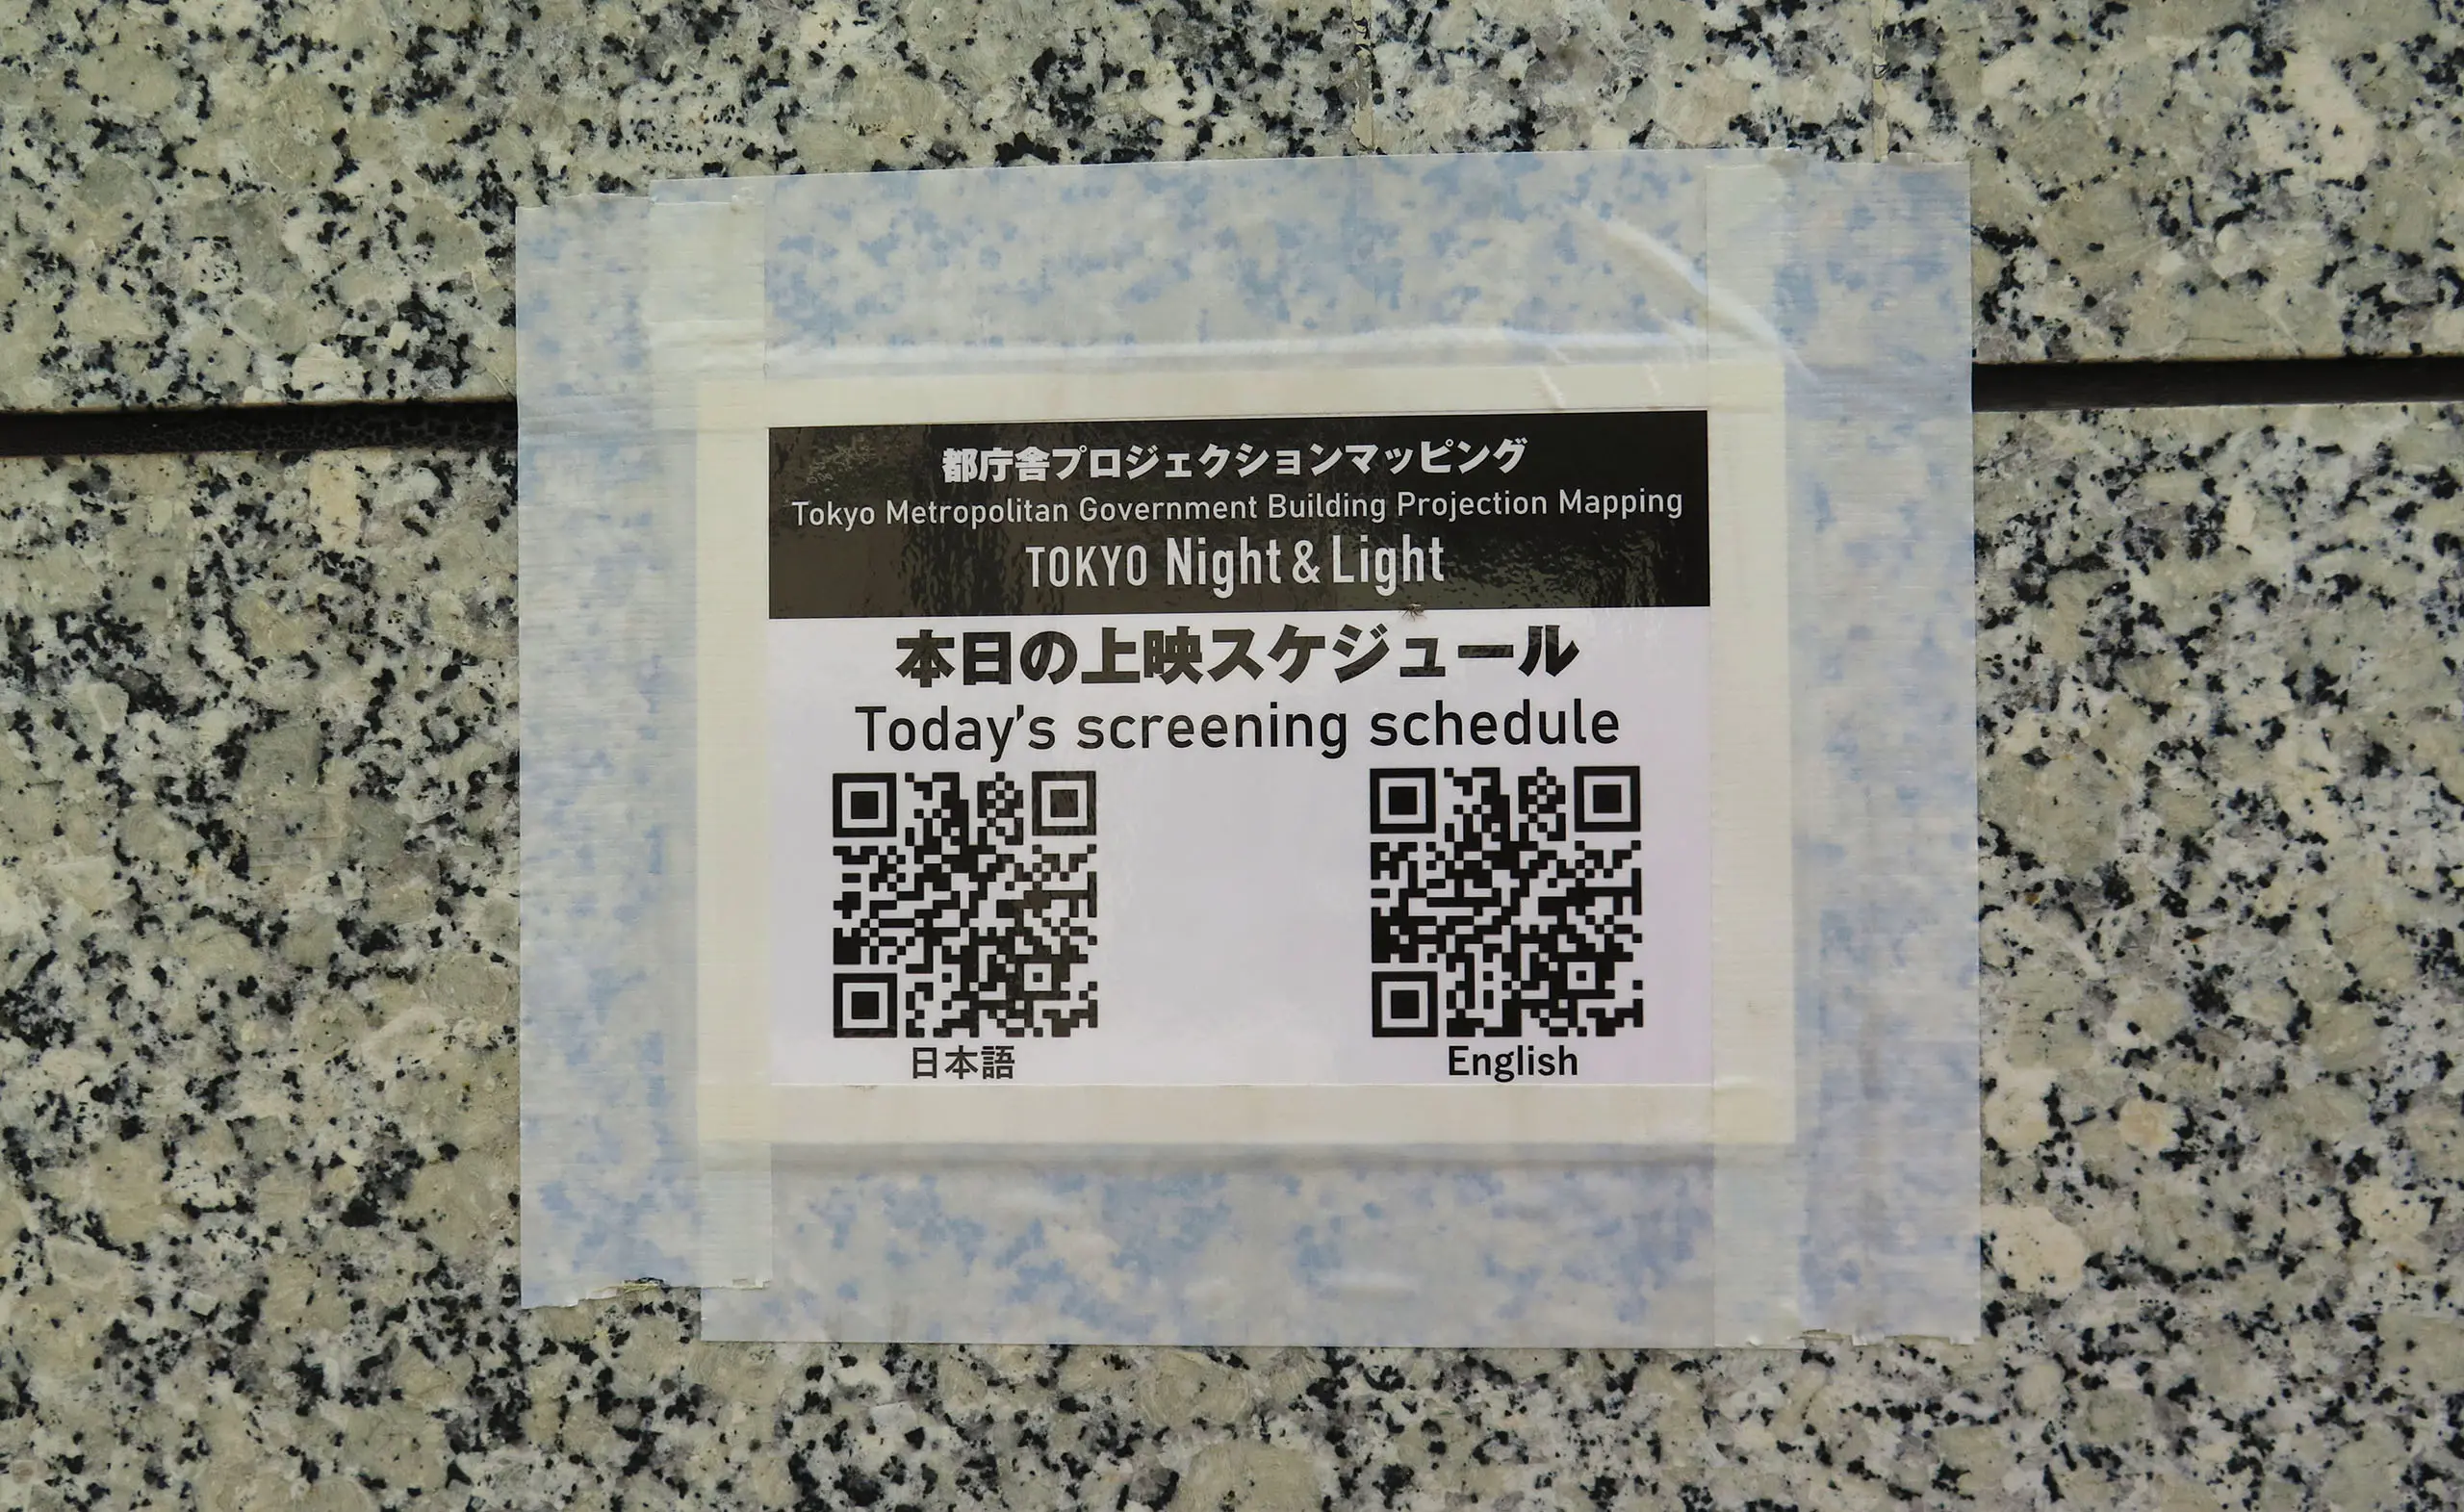 都庁舎プロジェクションマッピング
Tokyo Metropolitan Government Building Projection Mapping
TOKYO Night & Light
本日の上映スケジュール
Today's screening schedule
日本語
English